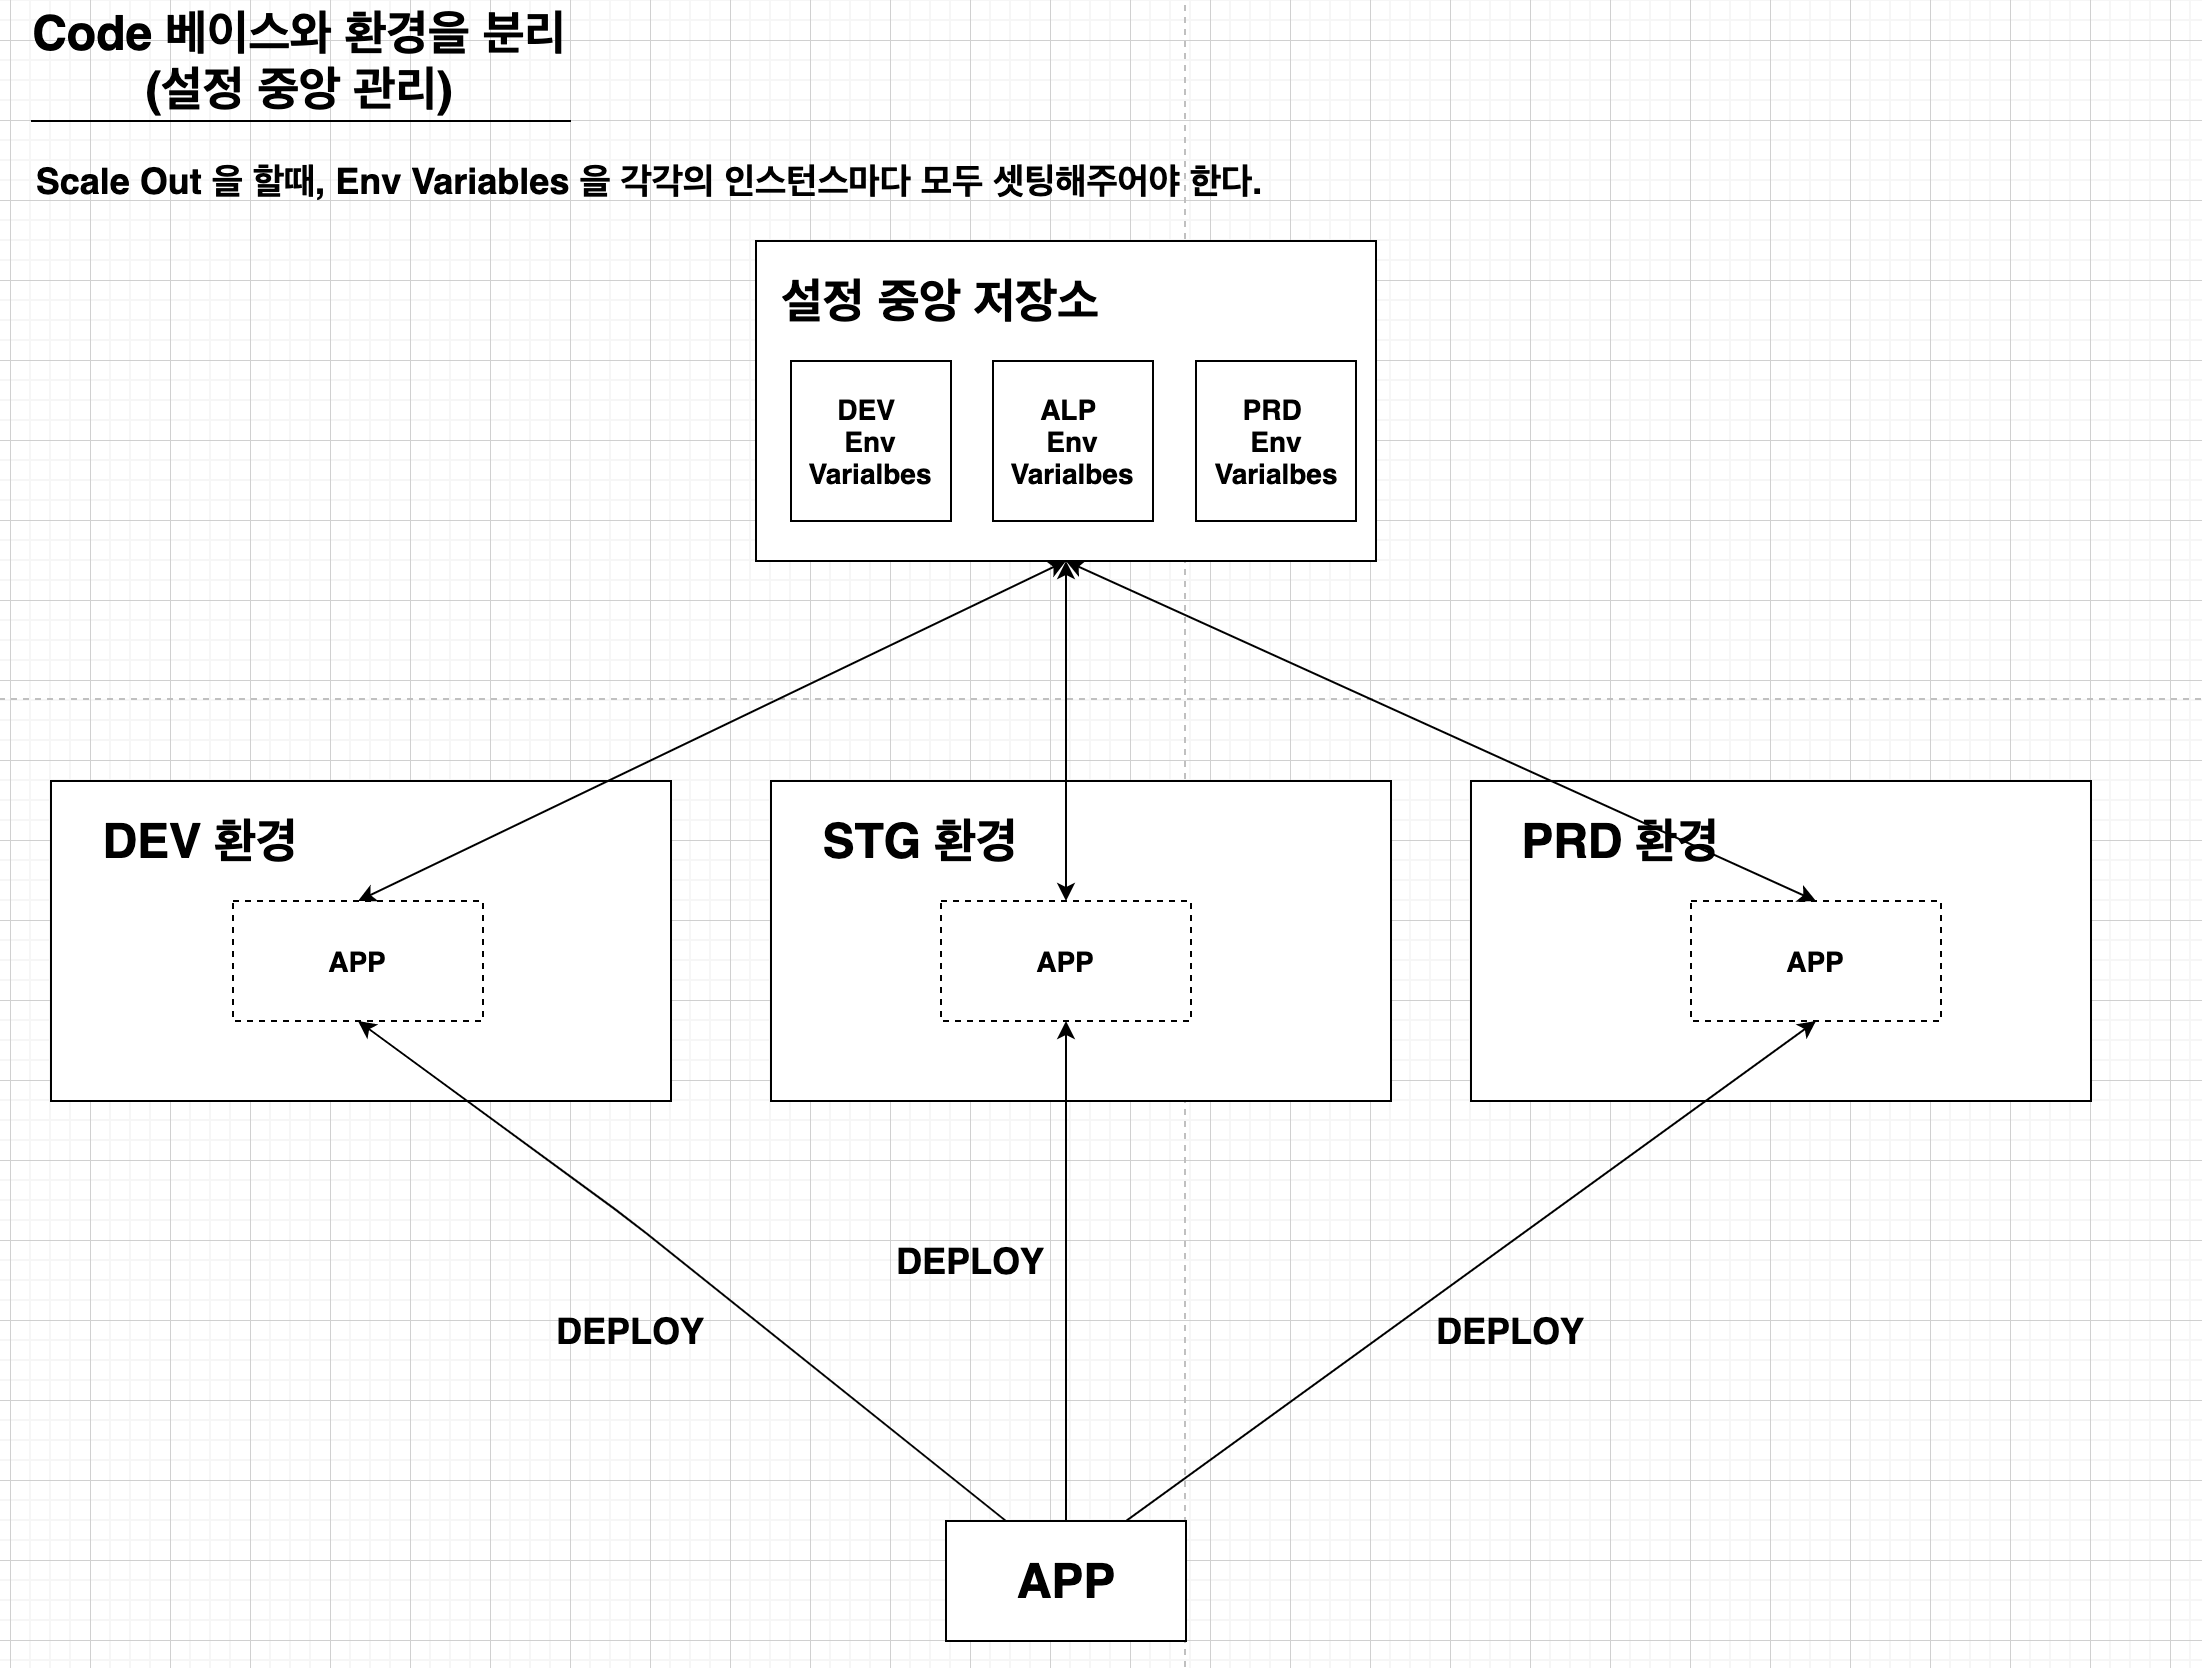 Code 베이스와 환경을 분리
(설정 중앙 관리)
Scale Out 을 할때, Env Variables 을 각각의 인스턴스마다 모두 셋팅해주어야 한다.
설정 중앙 저장소
DEV
Env
Varialbes
ALP
Env
Varialbes
PRD
Env
Varialbes
DEV 환경
APP
STG 환경
APP
PRD 환경
APP
DEPLOY
DEPLOY
DEPLOY
APP